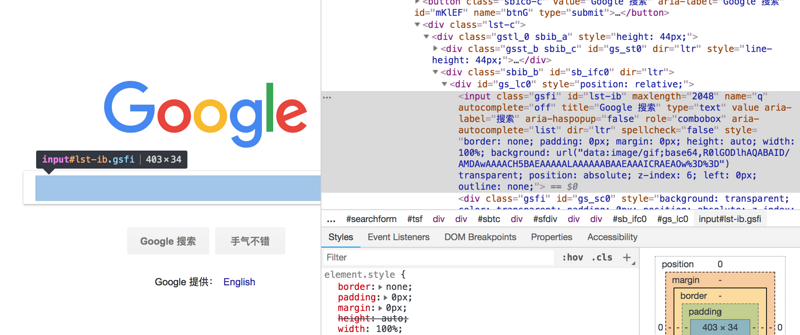 Google
input#lst-ib.gsfi | 403 × 34
Google 搜索
手气不错
Google 提供： English
class="sbico-c" value="Google 搜索" aria-label="Google 搜索"
id="mKlEF" name="btnG" type="submit">…</button>
▼<div class="lst-c">
▼<div class="gstl_0 sbib_a" style="height: 44px;">
▶<div class="gsst_b sbib_c" id="gs_st0" dir="ltr" style="line-
height: 44px;">…</div>
▼<div class="sbib_b" id="sb_ifc0" dir="ltr">
▼<div id="gs_lc0" style="position: relative;">
… <input class="gsfi" id="lst-ib" maxlength="2048" name="q"
autocomplete="off" title="Google 搜索" type="text" value aria-
label="搜索" aria-haspopup="false" role="combobox" aria-
autocomplete="list" dir="ltr" spellcheck="false" style=
"border: none; padding: 0px; margin: 0px; height: auto; width:
100%; background: url("data:image/gif;base64,R0lGODlhAQABAID/
AMDAwAAAACH5BAEAAAAALAAAAAABAAEAAAICRAEAOw%3D%3D")
transparent; position: absolute; z-index: 6; left: 0px;
outline: none;"> == $0
<div class="gsfi" id="gs_sc0" style="background: transparent;
color: transparent; padding: 0px; position: absolute; z-index:
… #searchform #tsf div div #sbtc div #sfdiv div div #sb_ifc0 #gs_lc0 input#lst-ib.gsfi
Styles Event Listeners DOM Breakpoints Properties Accessibility
Filter :hov .cls +
element.style {
border:▶ none;
padding:▶ 0px;
margin:▶ 0px;
height: auto;
width: 100%;
position 0
margin -
border -
padding
0 - - - 403 × 34 - - - 0